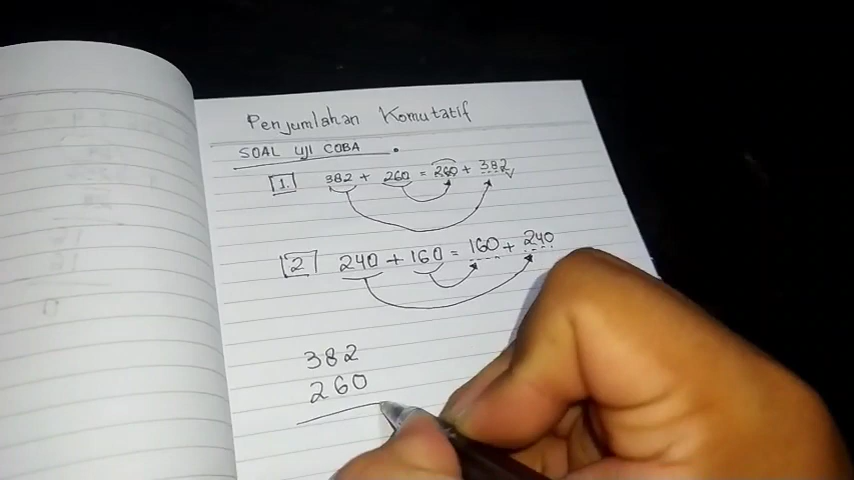 Penjumlahan Komutatif
SOAL UJI COBA .
1. 382 + 260 = 260 + 382
2 240 + 160 = 160 + 240
382
260